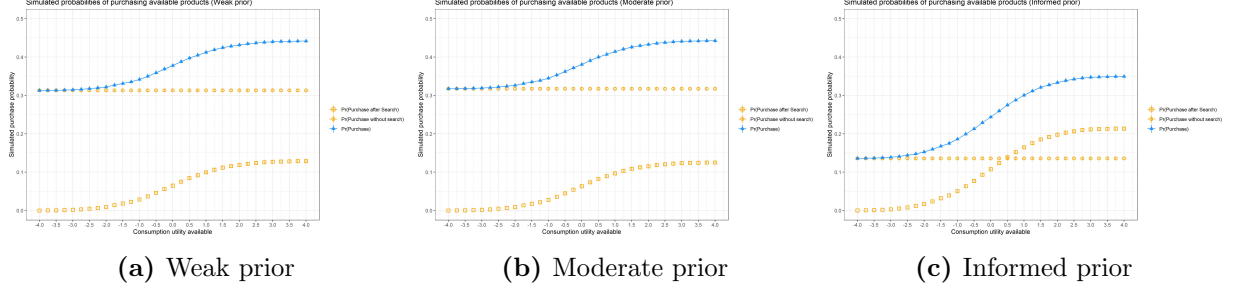 Simulated probabilities of purchasing available products (Weak prior)
Simulated purchase probability
0.5
0.4
0.3
0.2
0.1
0.0
-4.0 -3.5 -3.0 -2.5 -2.0 -1.5 -1.0 -0.5 0.0 0.5 1.0 1.5 2.0 2.5 3.0 3.5 4.0
Consumption utility available
Pr(Purchase after Search)
Pr(Purchase without search)
Pr(Purchase)
(a) Weak prior
Simulated probabilities of purchasing available products (Moderate prior)
Simulated purchase probability
0.5
0.4
0.3
0.2
0.1
0.0
-4.0 -3.5 -3.0 -2.5 -2.0 -1.5 -1.0 -0.5 0.0 0.5 1.0 1.5 2.0 2.5 3.0 3.5 4.0
Consumption utility available
Pr(Purchase after Search)
Pr(Purchase without search)
Pr(Purchase)
(b) Moderate prior
Simulated probabilities of purchasing available products (Informed prior)
Simulated purchase probability
0.5
0.4
0.3
0.2
0.1
0.0
-4.0 -3.5 -3.0 -2.5 -2.0 -1.5 -1.0 -0.5 0.0 0.5 1.0 1.5 2.0 2.5 3.0 3.5 4.0
Consumption utility available
Pr(Purchase after Search)
Pr(Purchase without search)
Pr(Purchase)
(c) Informed prior